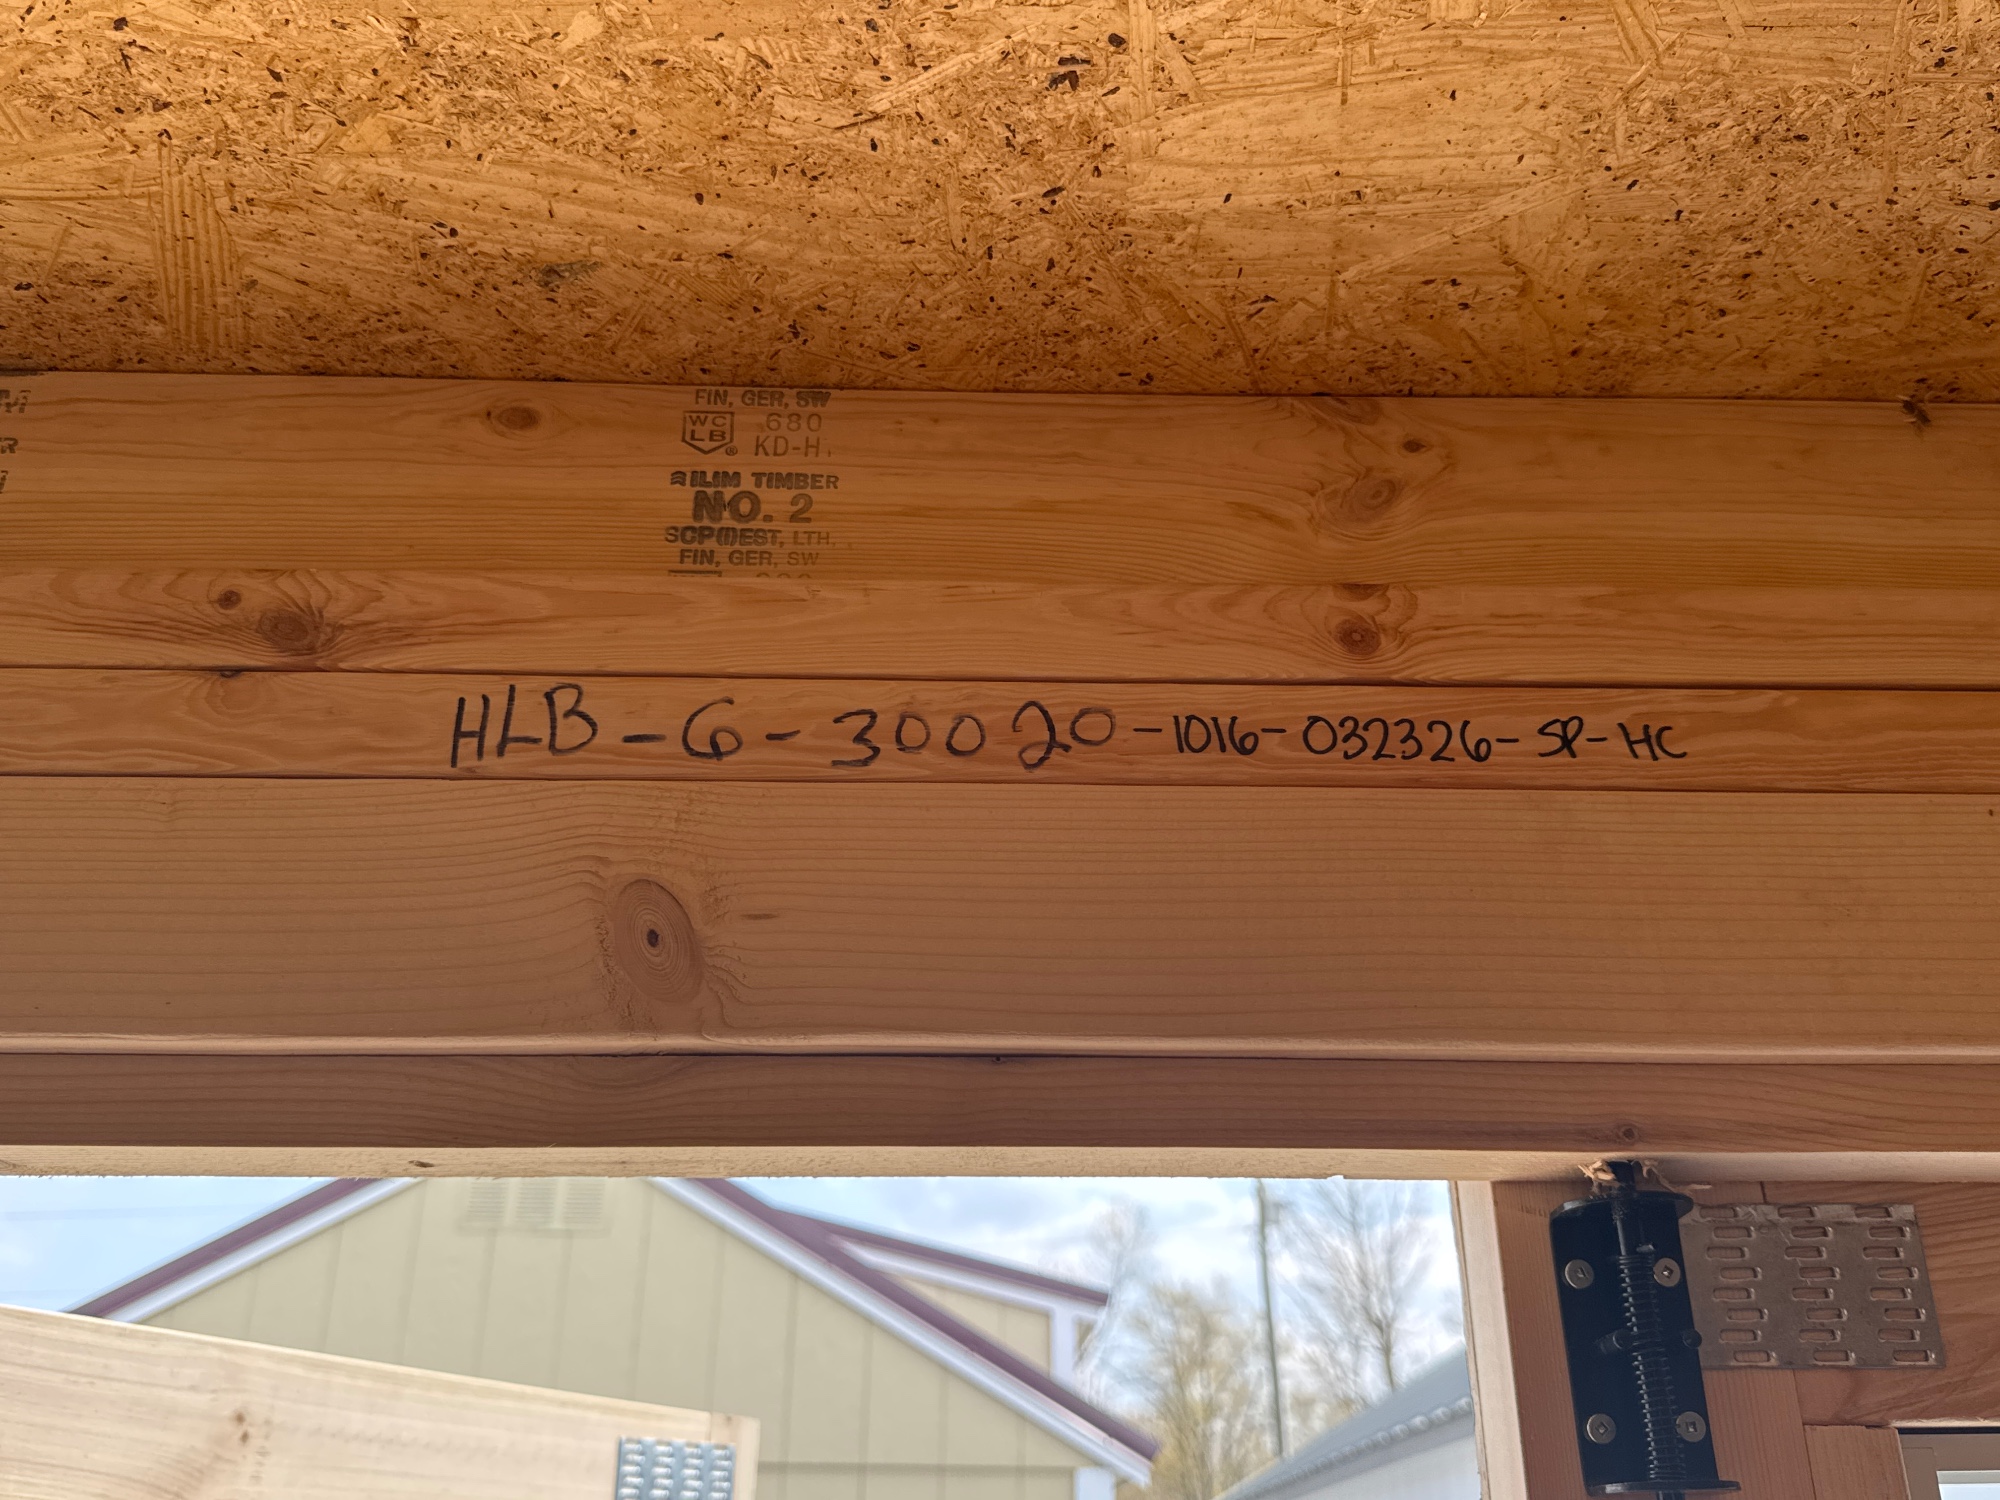 FIN, GER, SW
WC LB ® 680
KD-H
ILIM TIMBER
NO. 2
SCP(I)EST, LTH,
FIN, GER, SW
HLB-G-30020-1016-032326-SP-HC